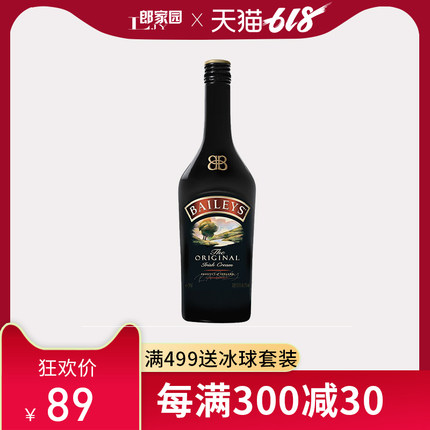 郎家园 × 天猫618
BAILEYS
The
ORIGINAL
Irish Cream
满499送冰球套装
狂欢价
¥ 89
每满300减30